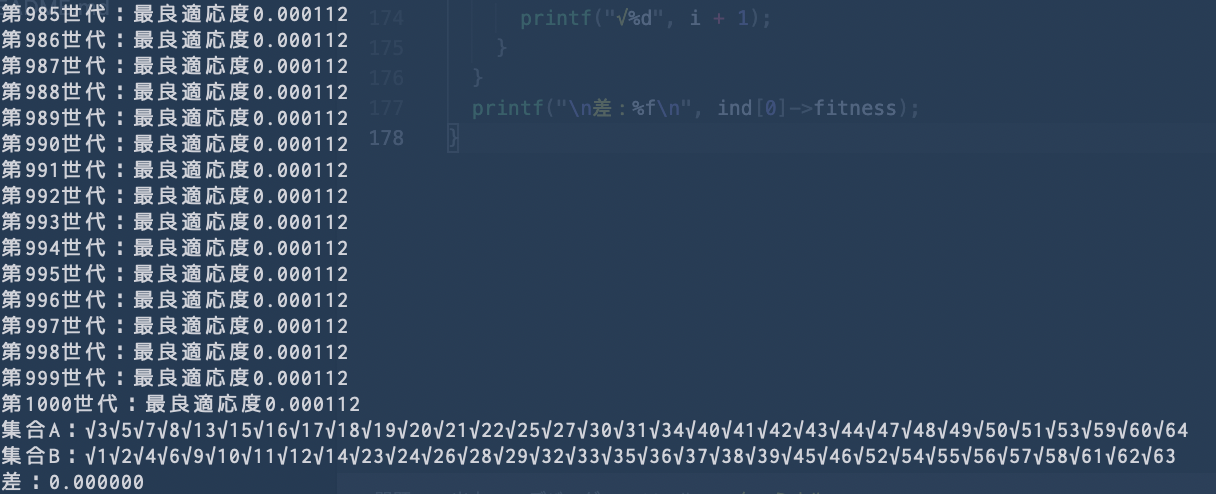 第985世代：最良適応度0.000112
第986世代：最良適応度0.000112
第987世代：最良適応度0.000112
第988世代：最良適応度0.000112
第989世代：最良適応度0.000112
第990世代：最良適応度0.000112
第991世代：最良適応度0.000112
第992世代：最良適応度0.000112
第993世代：最良適応度0.000112
第994世代：最良適応度0.000112
第995世代：最良適応度0.000112
第996世代：最良適応度0.000112
第997世代：最良適応度0.000112
第998世代：最良適応度0.000112
第999世代：最良適応度0.000112
第1000世代：最良適応度0.000112
集合A：√3√5√7√8√13√15√16√17√18√19√20√21√22√25√27√30√31√34√40√41√42√43√44√47√48√49√50√51√53√59√60√64
集合B：√1√2√4√6√9√10√11√12√14√23√24√26√28√29√32√33√35√36√37√38√39√45√46√52√54√55√56√57√58√61√62√63
差：0.000000
174 printf("√%d", i + 1);
175 }
176 }
177 printf("\n差：%f\n", ind[0]->fitness);
178 }